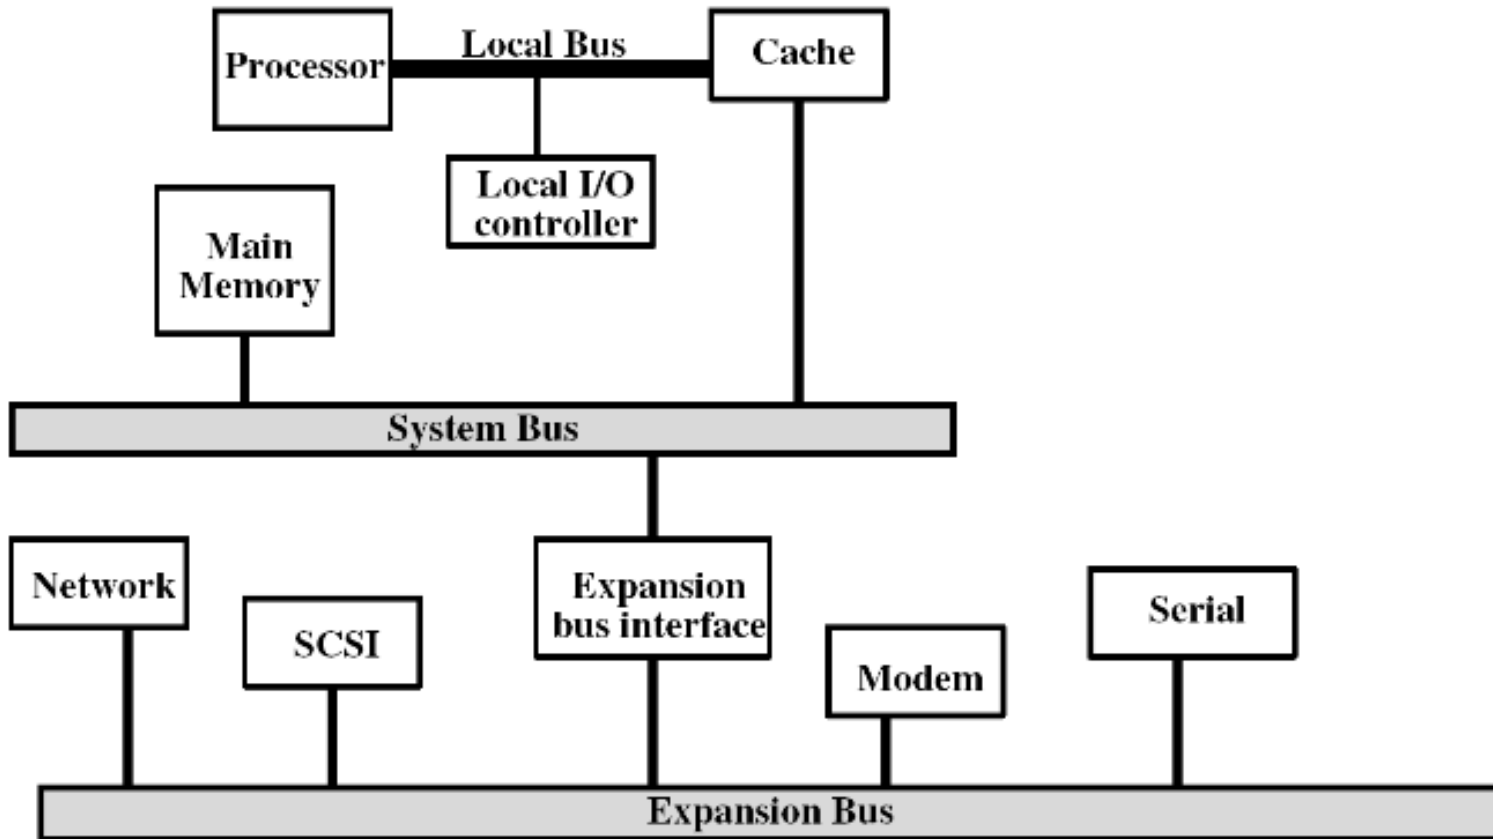 Local Bus
Processor
Cache
Local I/O
controller
Main
Memory
System Bus
Network
SCSI
Expansion
bus interface
Modem
Serial
Expansion Bus